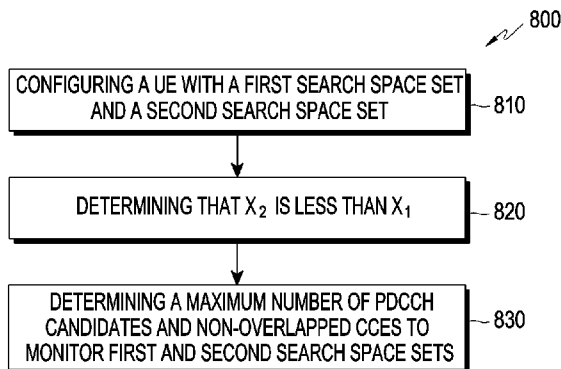 800
CONFIGURING A UE WITH A FIRST SEARCH SPACE SET
AND A SECOND SEARCH SPACE SET
810
DETERMINING THAT X₂ IS LESS THAN X₁
820
DETERMINING A MAXIMUM NUMBER OF PDCCH
CANDIDATES AND NON-OVERLAPPED CCES TO
MONITOR FIRST AND SECOND SEARCH SPACE SETS
830